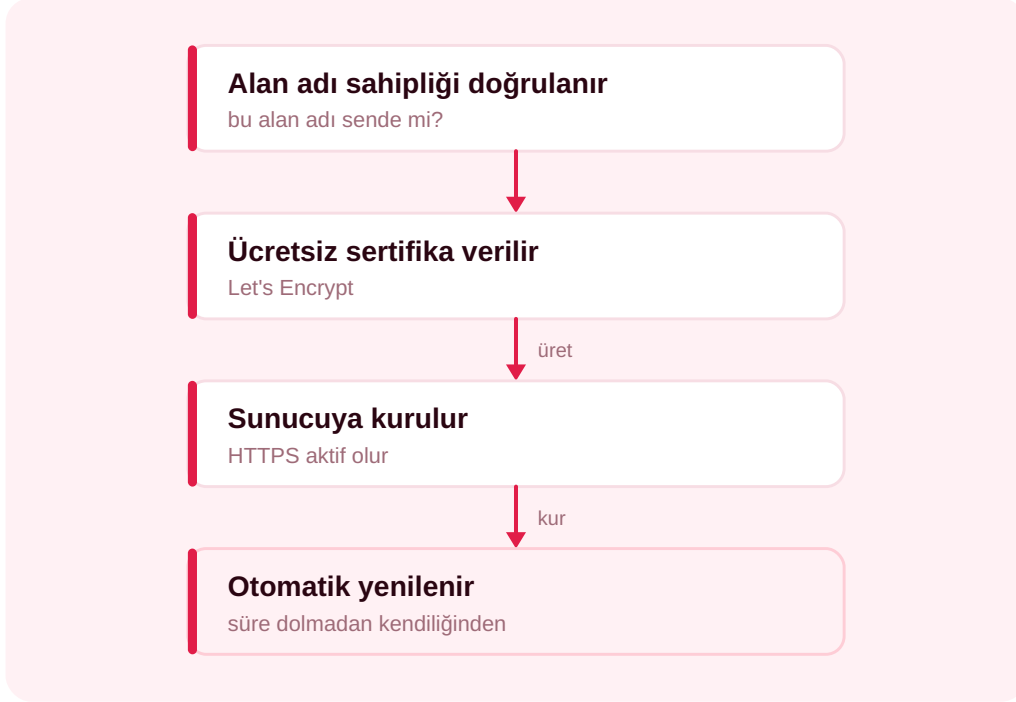 Alan adı sahipliği doğrulanır
bu alan adı sende mi?
Ücretsiz sertifika verilir
Let's Encrypt
üret
Sunucuya kurulur
HTTPS aktif olur
kur
Otomatik yenilenir
süre dolmadan kendiliğinden